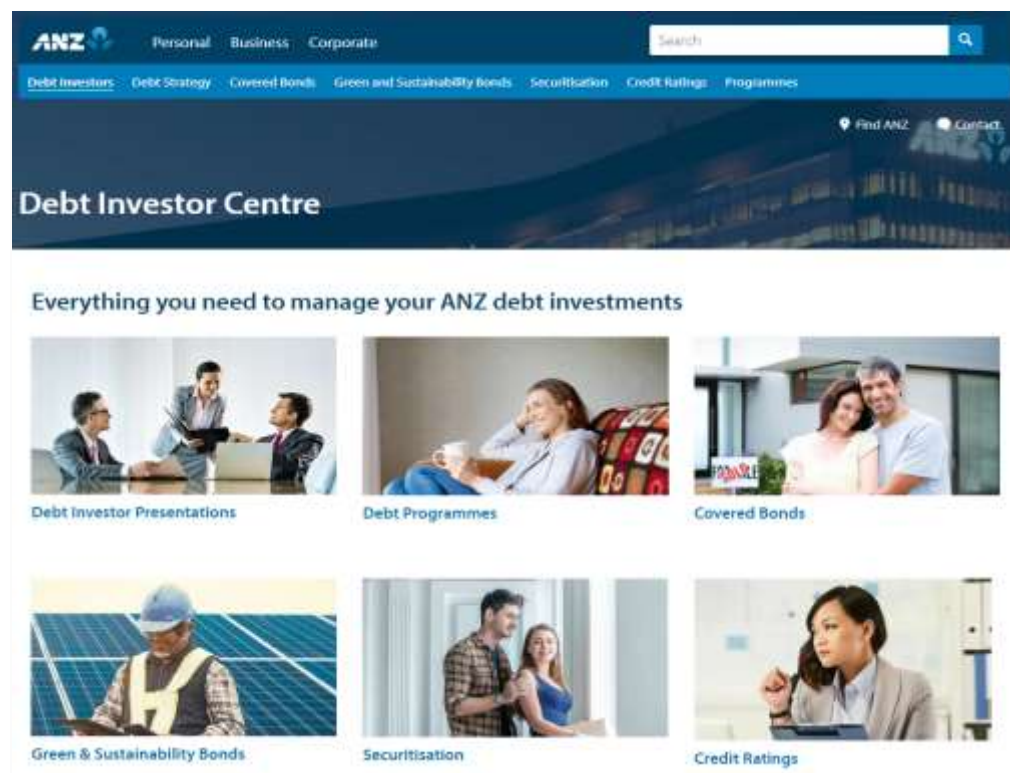 ANZ Personal Business Corporate Search
Debt Investors Debt Strategy Covered Bonds Green and Sustainability Bonds Securitisation Credit Ratings Programmes
Find ANZ Contact
ANZ
Debt Investor Centre
Everything you need to manage your ANZ debt investments
Debt Investor Presentations Debt Programmes Covered Bonds
Green & Sustainability Bonds Securitisation Credit Ratings